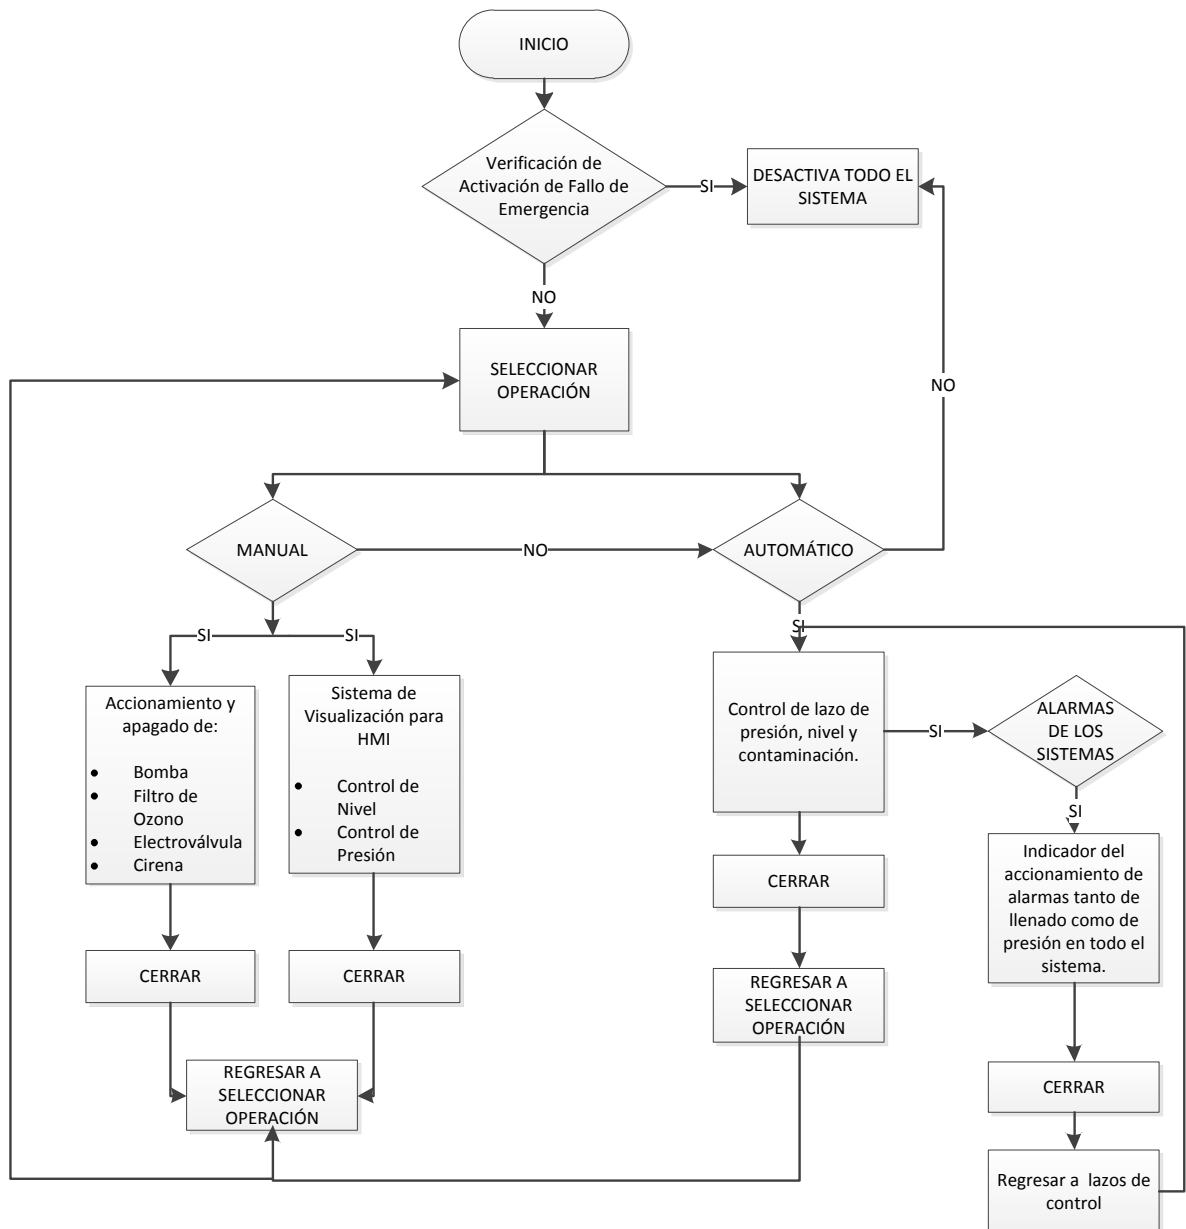 INICIO
Verificación de
Activación de Fallo de
Emergencia
SI
DESACTIVA TODO EL
SISTEMA
NO
SELECCIONAR
OPERACIÓN
NO
MANUAL
NO
AUTOMÁTICO
SI
SI
SI
Accionamiento y
apagado de:
• Bomba
• Filtro de
Ozono
• Electroválvula
• Cirena
Sistema de
Visualización para
HMI
• Control de
Nivel
• Control de
Presión
Control de lazo de
presión, nivel y
contaminación.
SI
ALARMAS
DE LOS
SISTEMAS
SI
Indicador del
accionamiento de
alarmas tanto de
llenado como de
presión en todo el
sistema.
CERRAR
CERRAR
CERRAR
REGRESAR A
SELECCIONAR
OPERACIÓN
REGRESAR A
SELECCIONAR
OPERACIÓN
CERRAR
Regresar a lazos de
control